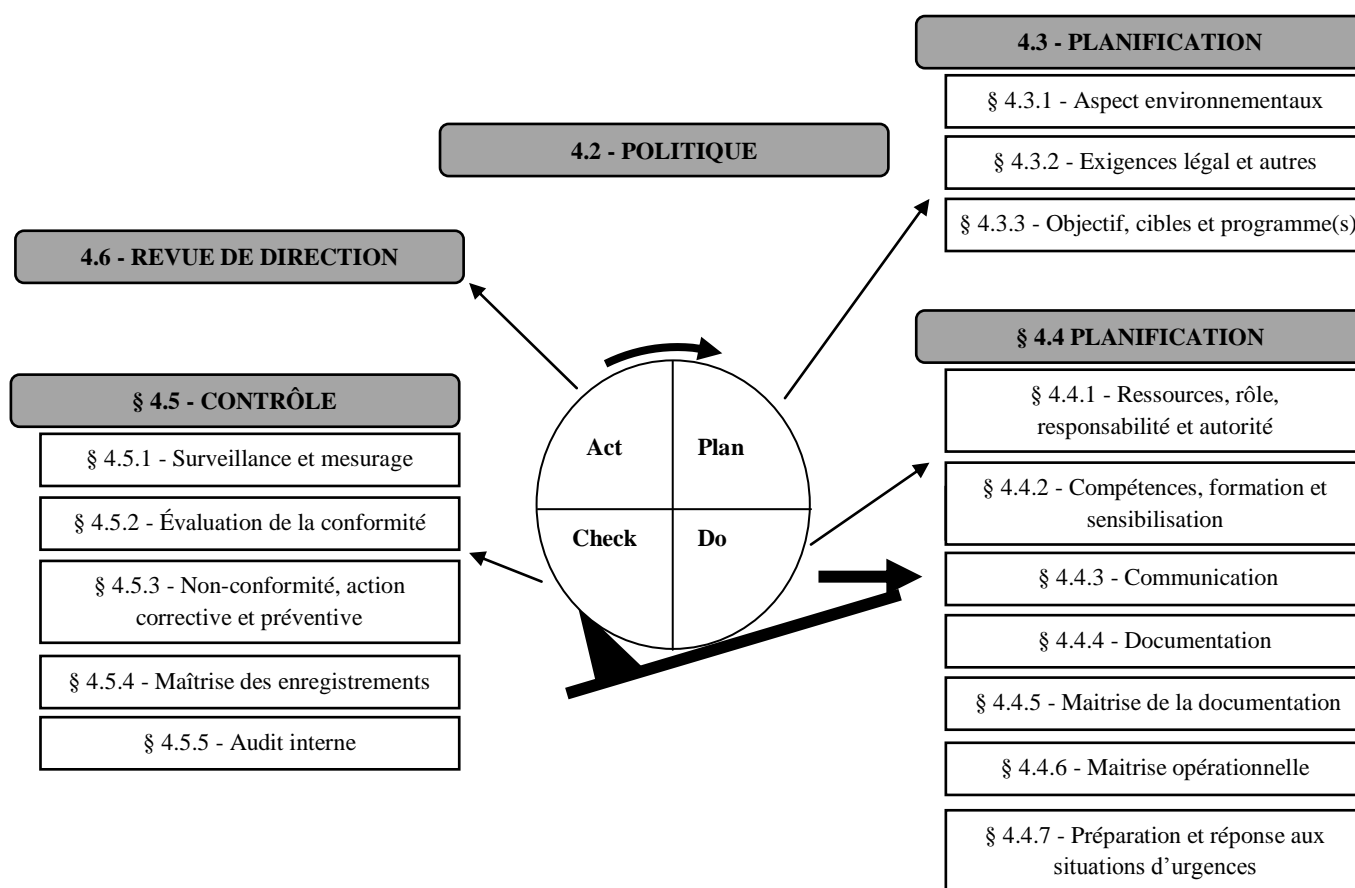 4.3 - PLANIFICATION
§ 4.3.1 - Aspect environnementaux
§ 4.3.2 - Exigences légal et autres
§ 4.3.3 - Objectif, cibles et programme(s)
4.2 - POLITIQUE
4.6 - REVUE DE DIRECTION
§ 4.4 PLANIFICATION
§ 4.4.1 - Ressources, rôle,
responsabilité et autorité
§ 4.4.2 - Compétences, formation et
sensibilisation
§ 4.4.3 - Communication
§ 4.4.4 - Documentation
§ 4.4.5 - Maitrise de la documentation
§ 4.4.6 - Maitrise opérationnelle
§ 4.4.7 - Préparation et réponse aux
situations d’urgences
§ 4.5 - CONTRÔLE
§ 4.5.1 - Surveillance et mesurage
§ 4.5.2 - Évaluation de la conformité
§ 4.5.3 - Non-conformité, action
corrective et préventive
§ 4.5.4 - Maîtrise des enregistrements
§ 4.5.5 - Audit interne
Act
Plan
Check
Do